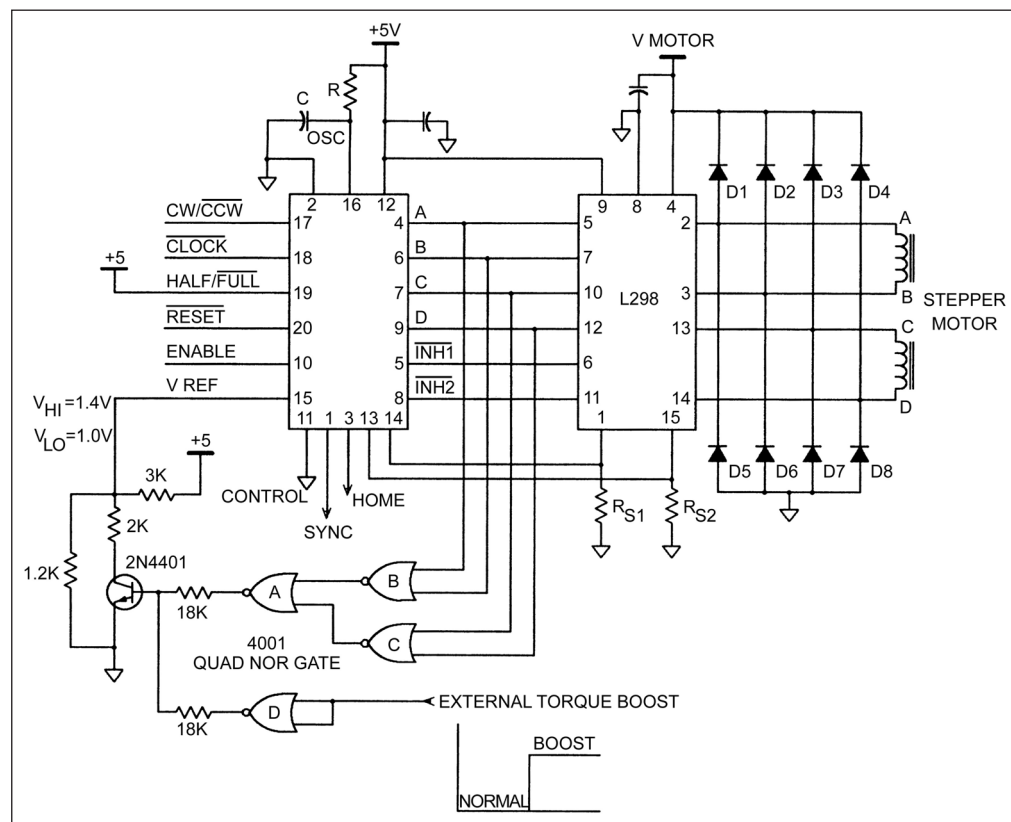 +5V
V MOTOR
R
C
OSC
2 16 12
9 8 4
D1 D2 D3 D4
CW/CCW 17
4 A 5
2 A
CLOCK 18
6 B 7
+5
HALF/FULL 19
7 C 10
L298
3 B
STEPPER
MOTOR
RESET 20
9 D 12
13 C
ENABLE 10
5 INH1 6
V REF 15
8 INH2 11
14 D
11 1 3 13 14
1 15
VHI=1.4V
VLO=1.0V
+5
3K
D5 D6 D7 D8
CONTROL
HOME
SYNC
RS1 RS2
2K
1.2K
2N4401
18K
A
B
C
4001
QUAD NOR GATE
18K
D
EXTERNAL TORQUE BOOST
BOOST
NORMAL